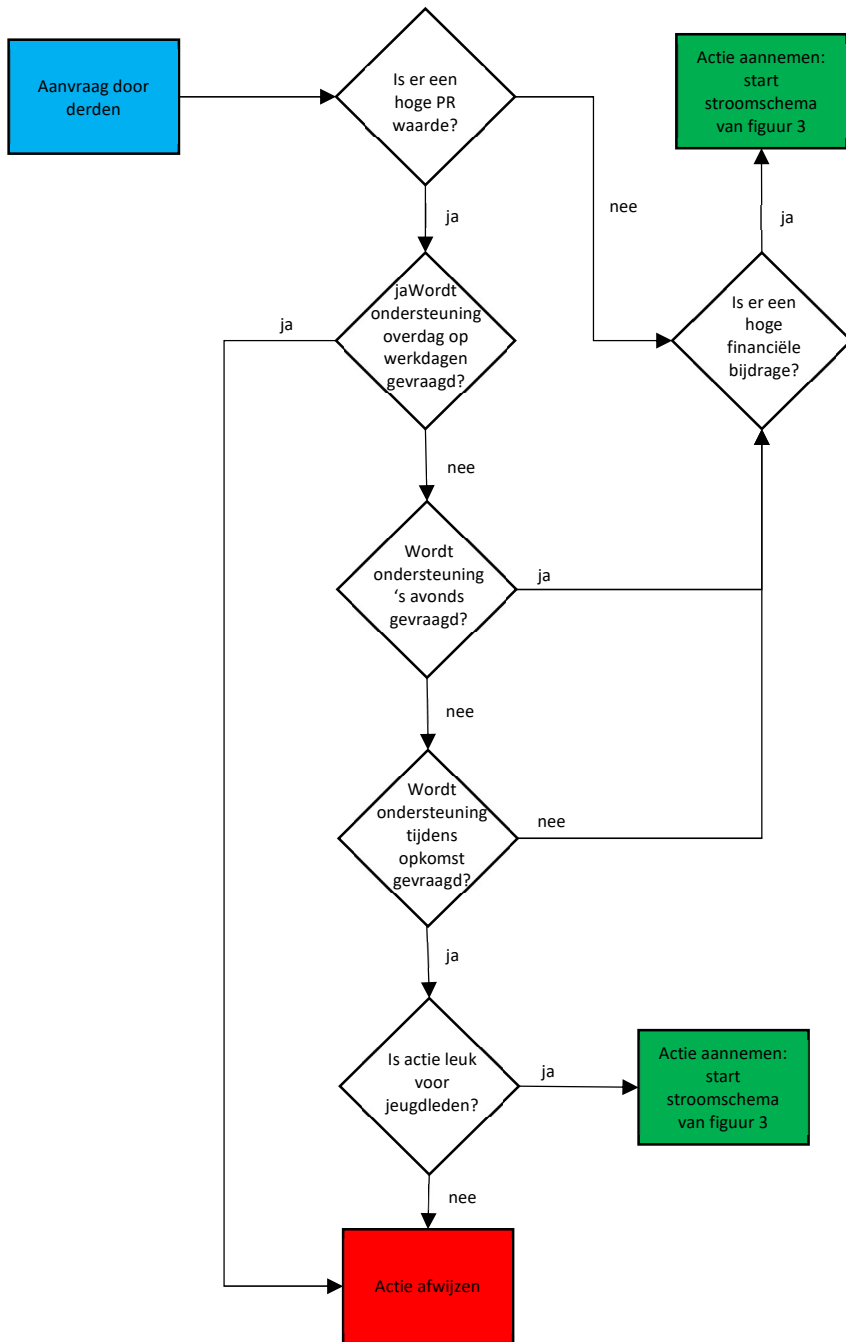 Aanvraag door
derden
Is er een
hoge PR
waarde?
Actie aannemen:
start
stroomschema
van figuur 3
nee
ja
ja
ja
jaWordt
ondersteuning
overdag op
werkdagen
gevraagd?
Is er een
hoge
financiële
bijdrage?
nee
Wordt
ondersteuning
‘s avonds
gevraagd?
ja
nee
Wordt
ondersteuning
tijdens
opkomst
gevraagd?
nee
ja
Is actie leuk
voor
jeugdleden?
ja
Actie aannemen:
start
stroomschema
van figuur 3
nee
Actie afwijzen